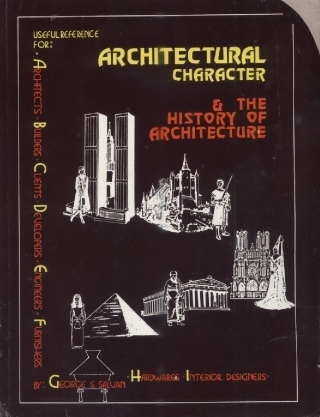 USEFUL REFERENCE
FOR:
ARCHITECTURAL
CHARACTER
& THE
HISTORY OF
ARCHITECTURE
• ARCHITECTS • BUILDERS • CLIENTS • DEVELOPERS • ENGINEERS • FURNISHERS
• HARDWARES • INTERIOR DESIGNERS •
BY: GEORGE S. SALVAN